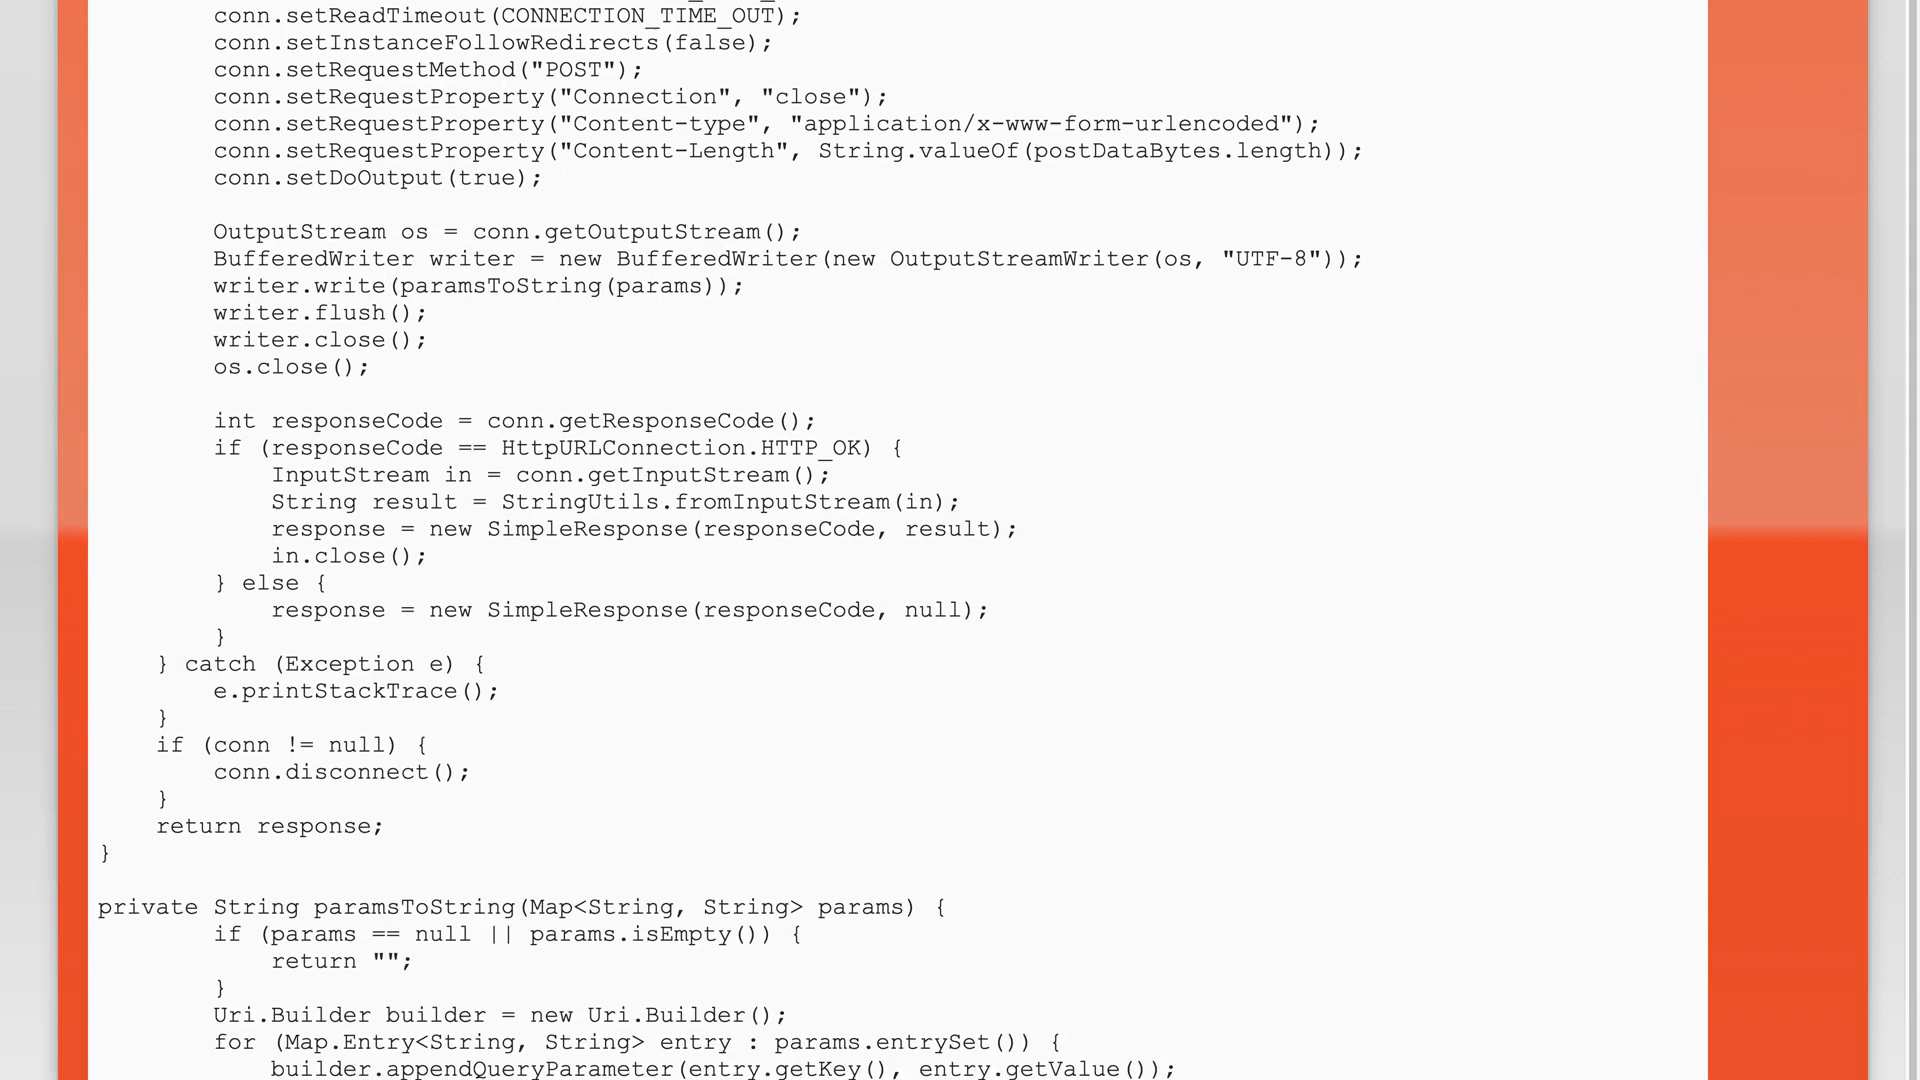 conn.setReadTimeout(CONNECTION_TIME_OUT);
conn.setInstanceFollowRedirects(false);
conn.setRequestMethod("POST");
conn.setRequestProperty("Connection", "close");
conn.setRequestProperty("Content-type", "application/x-www-form-urlencoded");
conn.setRequestProperty("Content-Length", String.valueOf(postDataBytes.length));
conn.setDoOutput(true);
OutputStream os = conn.getOutputStream();
BufferedWriter writer = new BufferedWriter(new OutputStreamWriter(os, "UTF-8"));
writer.write(paramsToString(params));
writer.flush();
writer.close();
os.close();
int responseCode = conn.getResponseCode();
if (responseCode == HttpURLConnection.HTTP_OK) {
InputStream in = conn.getInputStream();
String result = StringUtils.fromInputStream(in);
response = new SimpleResponse(responseCode, result);
in.close();
} else {
response = new SimpleResponse(responseCode, null);
}
} catch (Exception e) {
e.printStackTrace();
}
if (conn != null) {
conn.disconnect();
}
return response;
}
private String paramsToString(Map<String, String> params) {
if (params == null || params.isEmpty()) {
return "";
}
Uri.Builder builder = new Uri.Builder();
for (Map.Entry<String, String> entry : params.entrySet()) {
builder.appendQueryParameter(entry.getKey(), entry.getValue());